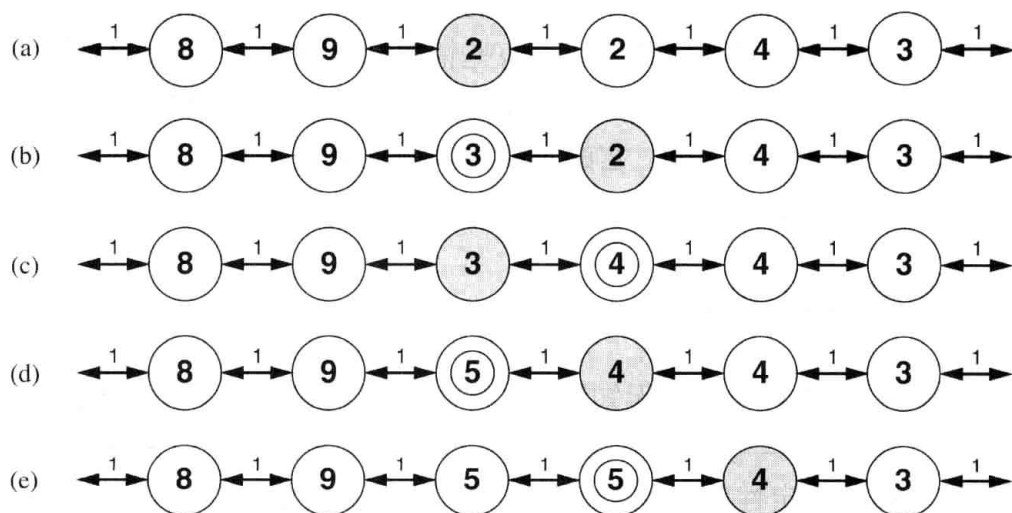 1 1 1 1 1 1 1
(a) 8 9 2 2 4 3
1 1 1 1 1 1 1
(b) 8 9 3 2 4 3
1 1 1 1 1 1 1
(c) 8 9 3 4 4 3
1 1 1 1 1 1 1
(d) 8 9 5 4 4 3
1 1 1 1 1 1 1
(e) 8 9 5 5 4 3